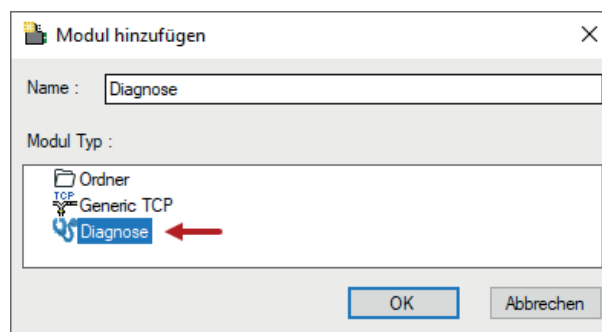 Modul hinzufügen
Name : Diagnose
Modul Typ :
Ordner
TCP
Generic TCP
Diagnose
OK Abbrechen